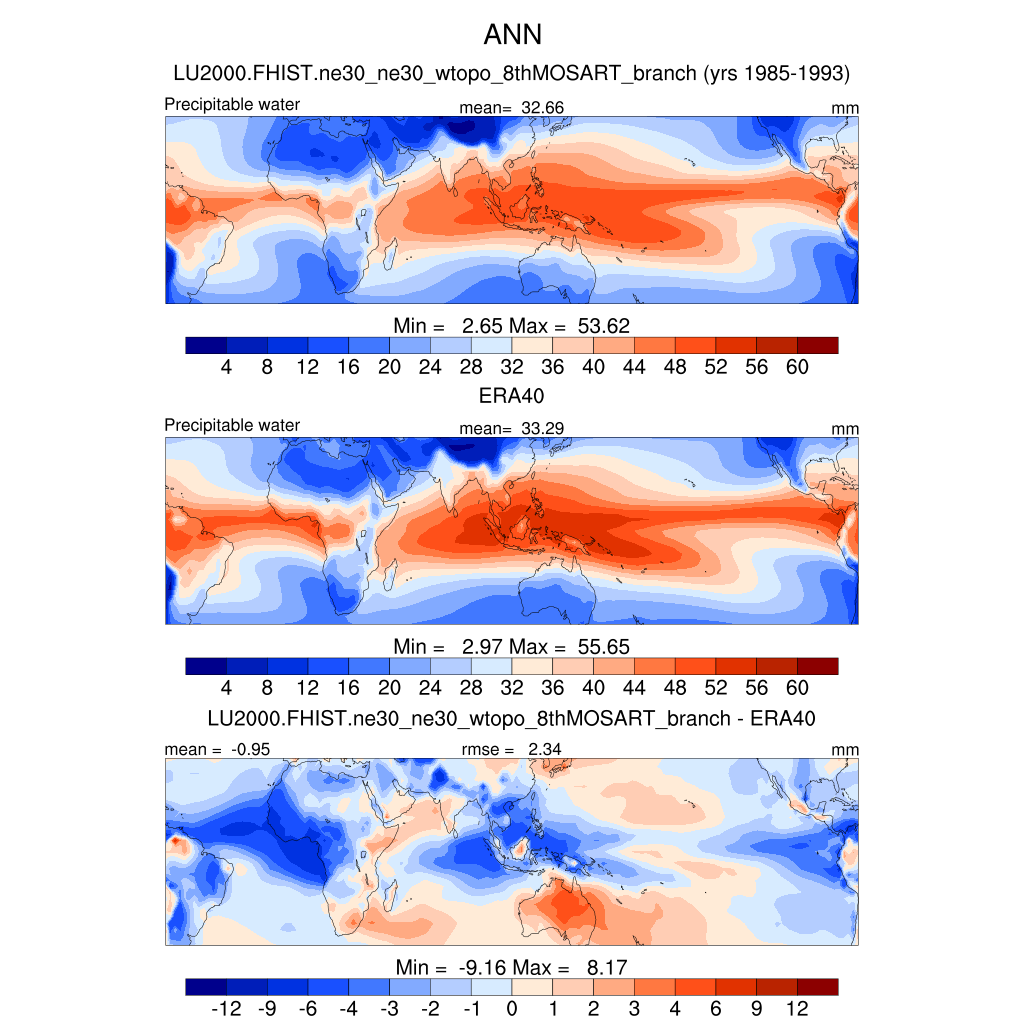 ANN
LU2000.FHIST.ne30_ne30_wtopo_8thMOSART_branch (yrs 1985-1993)
Precipitable water mean= 32.66 mm
Min = 2.65 Max = 53.62
4 8 12 16 20 24 28 32 36 40 44 48 52 56 60
ERA40
Precipitable water mean= 33.29 mm
Min = 2.97 Max = 55.65
4 8 12 16 20 24 28 32 36 40 44 48 52 56 60
LU2000.FHIST.ne30_ne30_wtopo_8thMOSART_branch - ERA40
mean = -0.95 rmse = 2.34 mm
Min = -9.16 Max = 8.17
-12 -9 -6 -4 -3 -2 -1 0 1 2 3 4 6 9 12